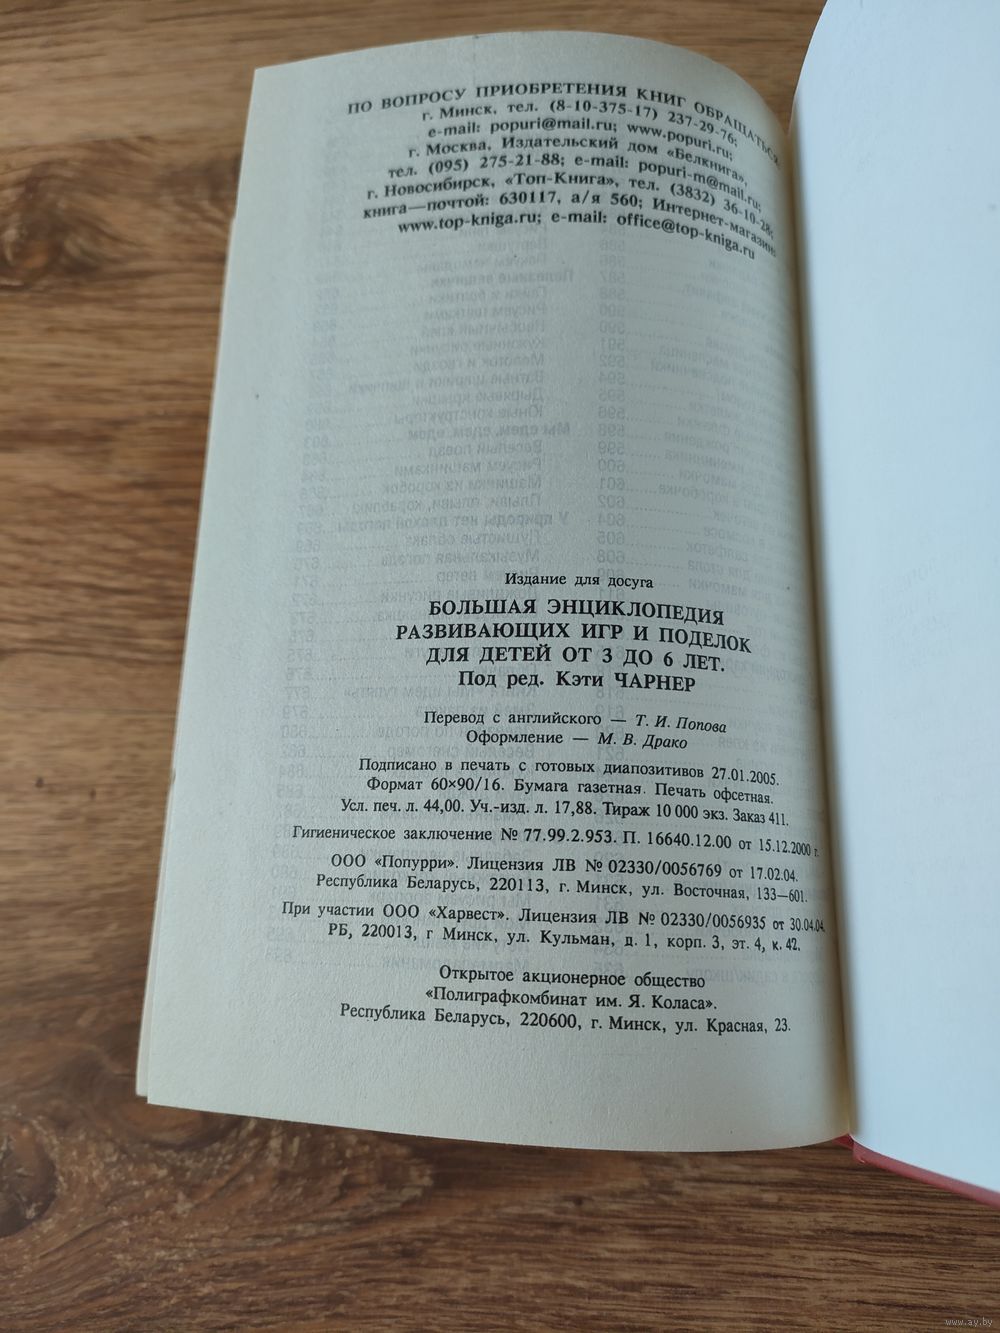 ПО ВОПРОСУ ПРИОБРЕТЕНИЯ КНИГ ОБРАЩАТЬСЯ
г. Минск, тел. (8-10-375-17) 237-29-76;
e-mail: popuri@mail.ru; www.popuri.ru;
г. Москва, Издательский дом «Белкнига»,
тел. (095) 275-21-88; e-mail: popuri-m@mail.ru;
г. Новосибирск, «Топ-Книга», тел. (3832) 36-10-28;
книга—почтой: 630117, а/я 560; Интернет-магазин
www.top-kniga.ru; e-mail: office@top-kniga.ru
Издание для досуга
БОЛЬШАЯ ЭНЦИКЛОПЕДИЯ
РАЗВИВАЮЩИХ ИГР И ПОДЕЛОК
ДЛЯ ДЕТЕЙ ОТ 3 ДО 6 ЛЕТ.
Под ред. Кэти ЧАРНЕР
Перевод с английского — Т. И. Попова
Оформление — М. В. Драко
Подписано в печать с готовых диапозитивов 27.01.2005.
Формат 60×90/16. Бумага газетная. Печать офсетная.
Усл. печ. л. 44,00. Уч.-изд. л. 17,88. Тираж 10 000 экз. Заказ 411.
Гигиеническое заключение № 77.99.2.953. П. 16640.12.00 от 15.12.2000 г.
ООО «Попурри». Лицензия ЛВ № 02330/0056769 от 17.02.04.
Республика Беларусь, 220113, г. Минск, ул. Восточная, 133—601.
При участии ООО «Харвест». Лицензия ЛВ № 02330/0056935 от 30.04.04.
РБ, 220013, г Минск, ул. Кульман, д. 1, корп. 3, эт. 4, к. 42.
Открытое акционерное общество
«Полиграфкомбинат им. Я. Коласа».
Республика Беларусь, 220600, г. Минск, ул. Красная, 23.
www.ay.by